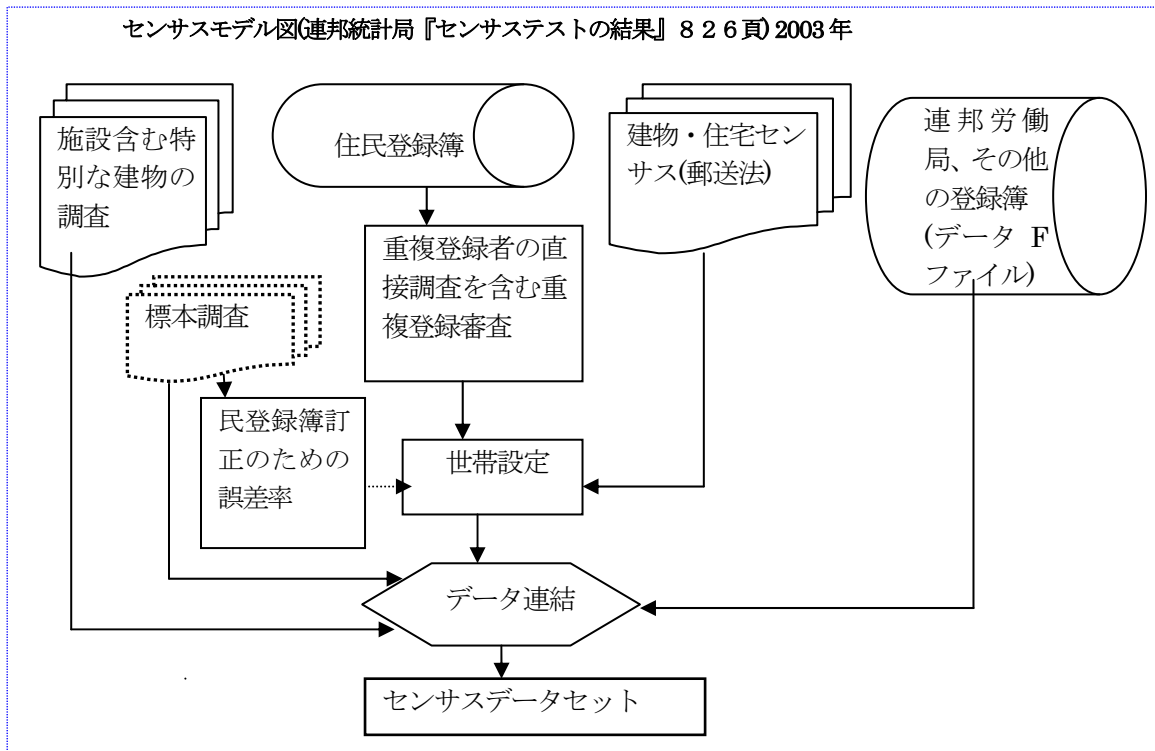 センサスモデル図(連邦統計局『センサステストの結果』８２６頁) 2003 年
施設含む特
別な建物の
調査
住民登録簿
建物・住宅セン
サス(郵送法)
連邦労働
局、その他
の登録簿
(データ F
ファイル)
重複登録者の直
接調査を含む重
複登録審査
標本調査
民登録簿訂
正のための
誤差率
世帯設定
データ連結
センサスデータセット